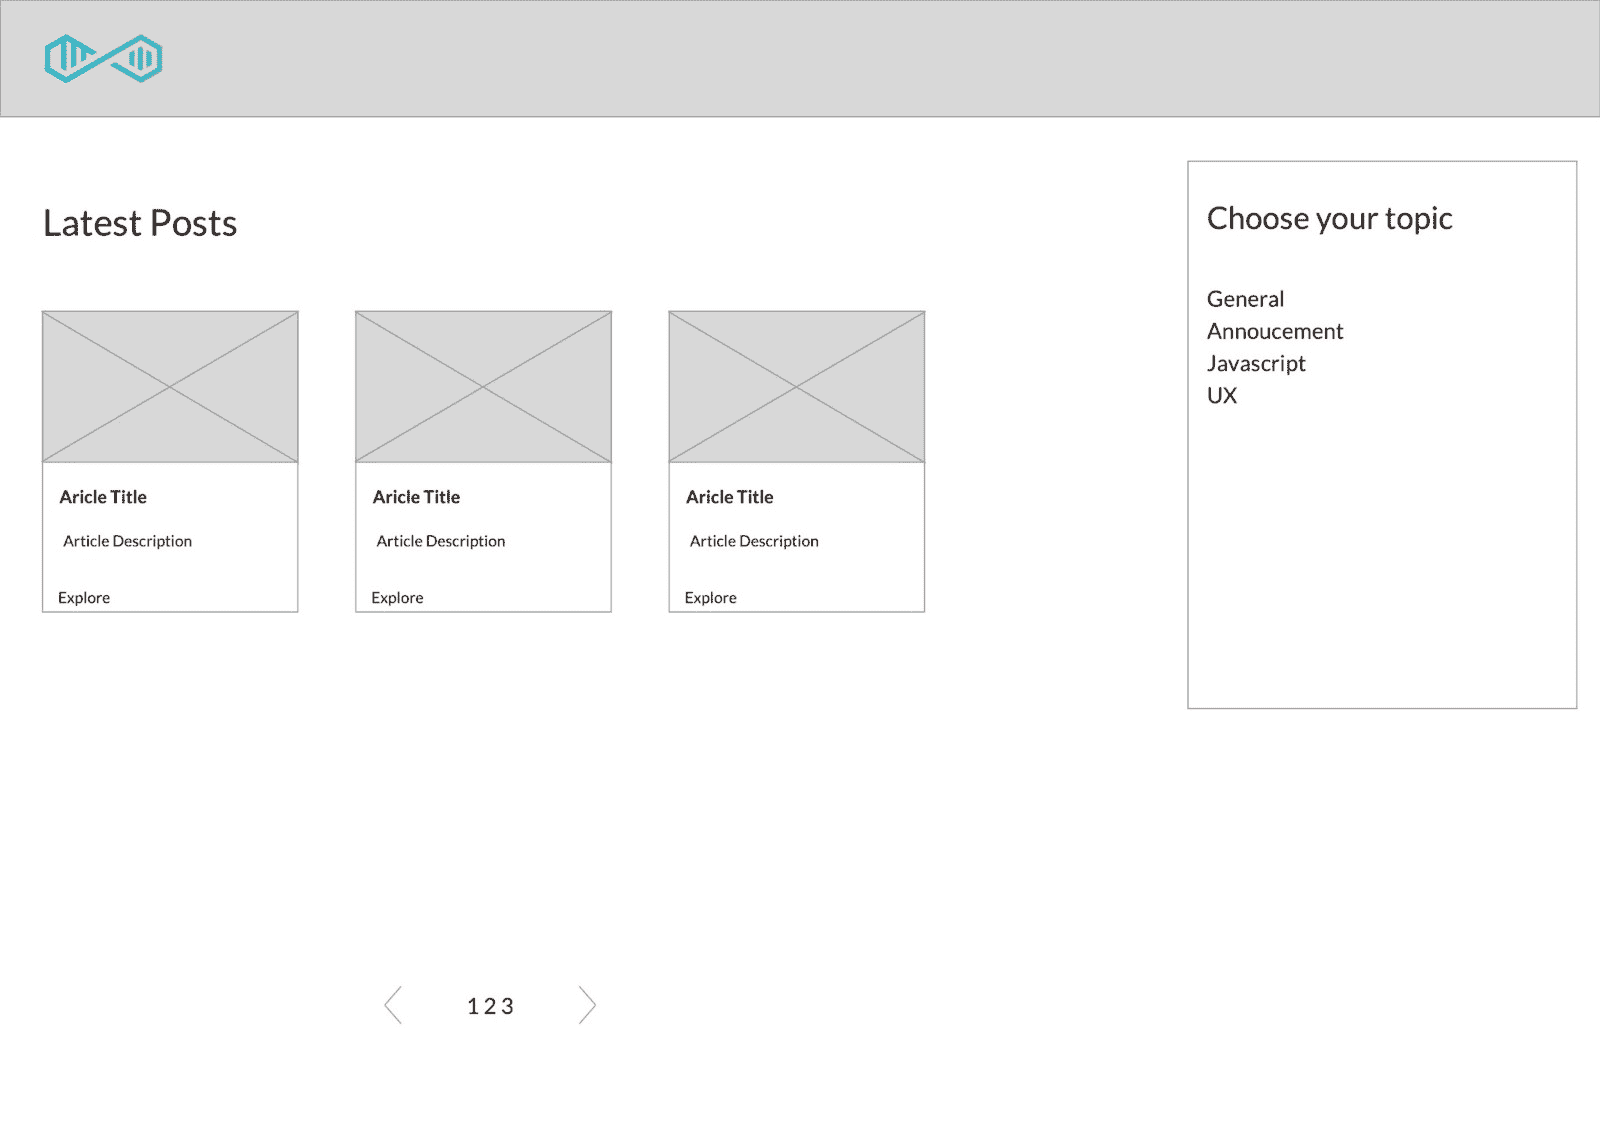 Latest Posts
Aricle Title
Article Description
Explore
Aricle Title
Article Description
Explore
Aricle Title
Article Description
Explore
Choose your topic
General
Annoucement
Javascript
UX
1 2 3